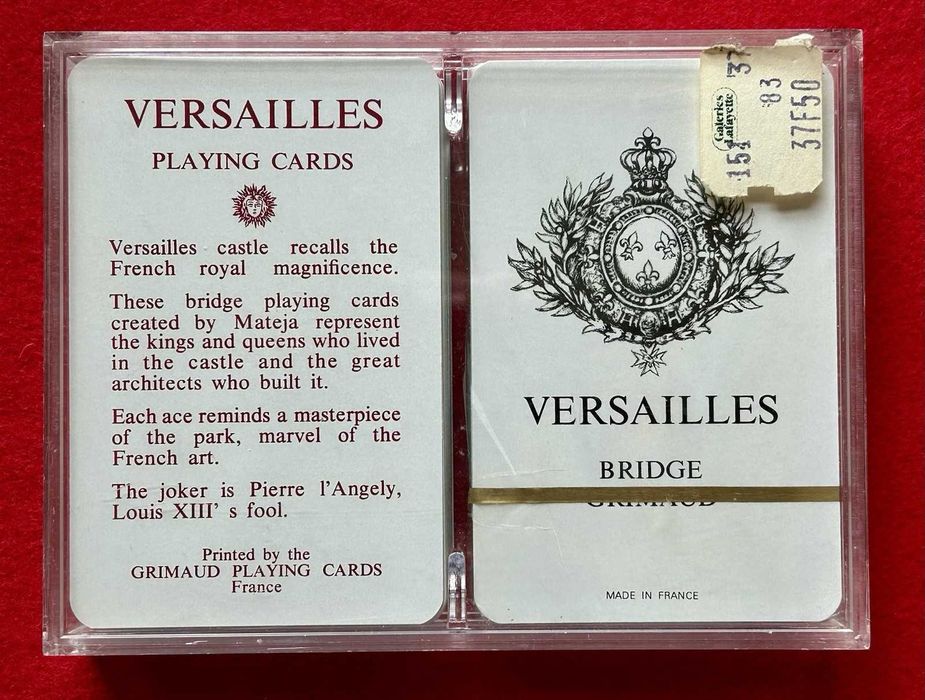 VERSAILLES
PLAYING CARDS
Versailles castle recalls the
French royal magnificence.
These bridge playing cards
created by Mateja represent
the kings and queens who lived
in the castle and the great
architects who built it.
Each ace reminds a masterpiece
of the park, marvel of the
French art.
The joker is Pierre l'Angely,
Louis XIII' s fool.
Printed by the
GRIMAUD PLAYING CARDS
France
Galeries
Lafayette
83
37F50
VERSAILLES
BRIDGE
GRIMAUD
MADE IN FRANCE